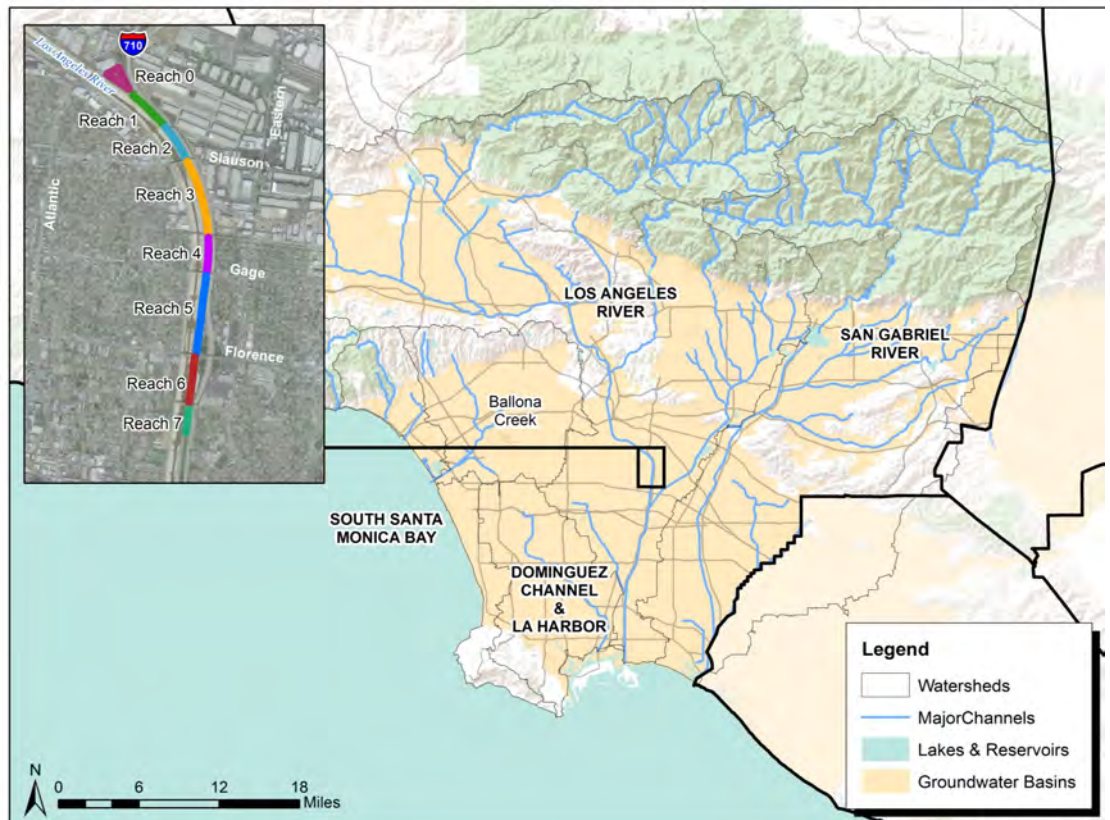 710
Los Angeles River
Reach 0
Reach 1
Eastern
Reach 2
Slauson
Reach 3
Atlantic
Reach 4
Gage
Reach 5
Florence
Reach 6
Reach 7
LOS ANGELES
RIVER
SAN GABRIEL
RIVER
Ballona
Creek
SOUTH SANTA
MONICA BAY
DOMINGUEZ
CHANNEL
&
LA HARBOR
Legend
Watersheds
MajorChannels
Lakes & Reservoirs
Groundwater Basins
N
0 6 12 18
Miles